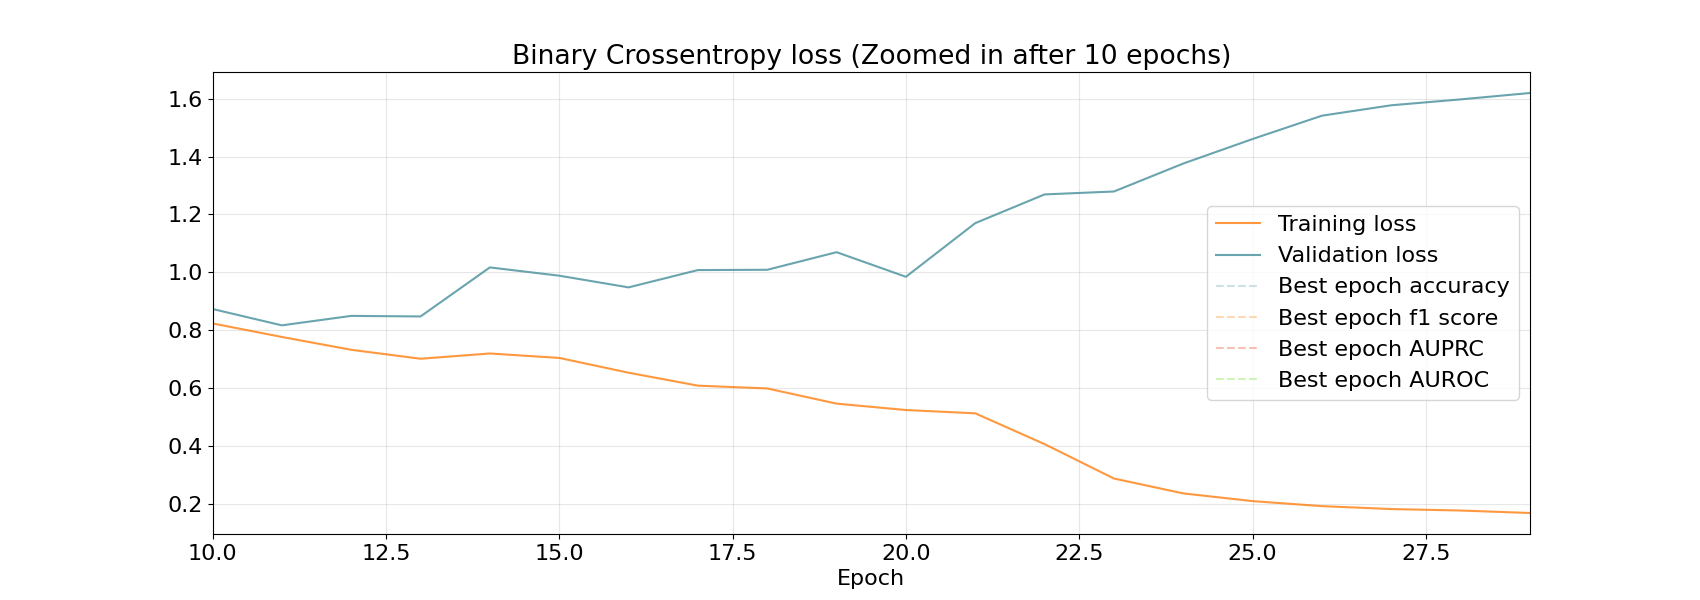 Binary Crossentropy loss (Zoomed in after 10 epochs)
1.6
1.4
1.2
1.0
0.8
0.6
0.4
0.2
Training loss
Validation loss
Best epoch accuracy
Best epoch f1 score
Best epoch AUPRC
Best epoch AUROC
10.0 12.5 15.0 17.5 20.0 22.5 25.0 27.5
Epoch